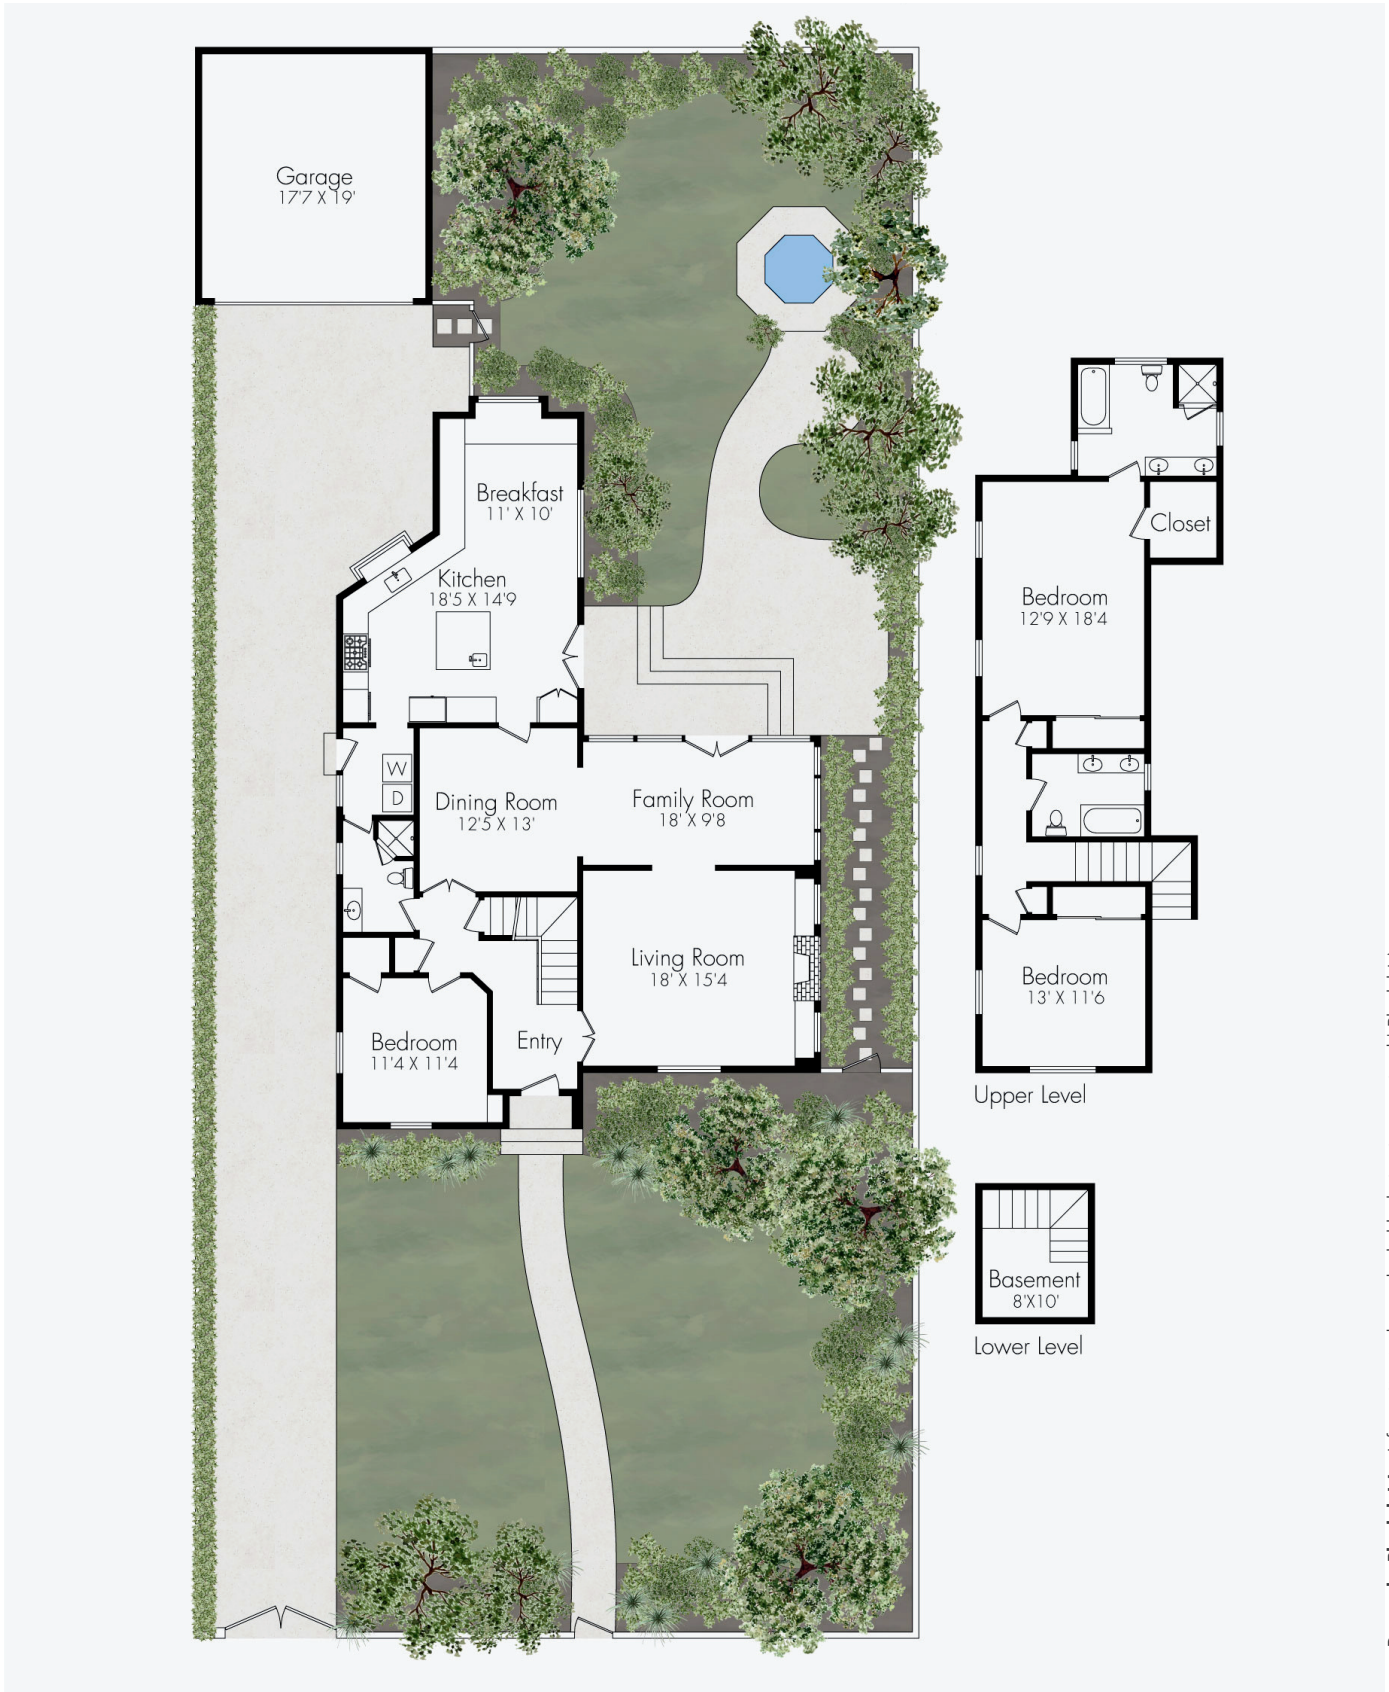 Garage
17'7 X 19'
Breakfast
11' X 10'
Kitchen
18'5 X 14'9
W
D
Dining Room
12'5 X 13'
Family Room
18' X 9'8
Living Room
18' X 15'4
Bedroom
11'4 X 11'4
Entry
Closet
Bedroom
12'9 X 18'4
Bedroom
13' X 11'6
Upper Level
Basement
8'X10'
Lower Level